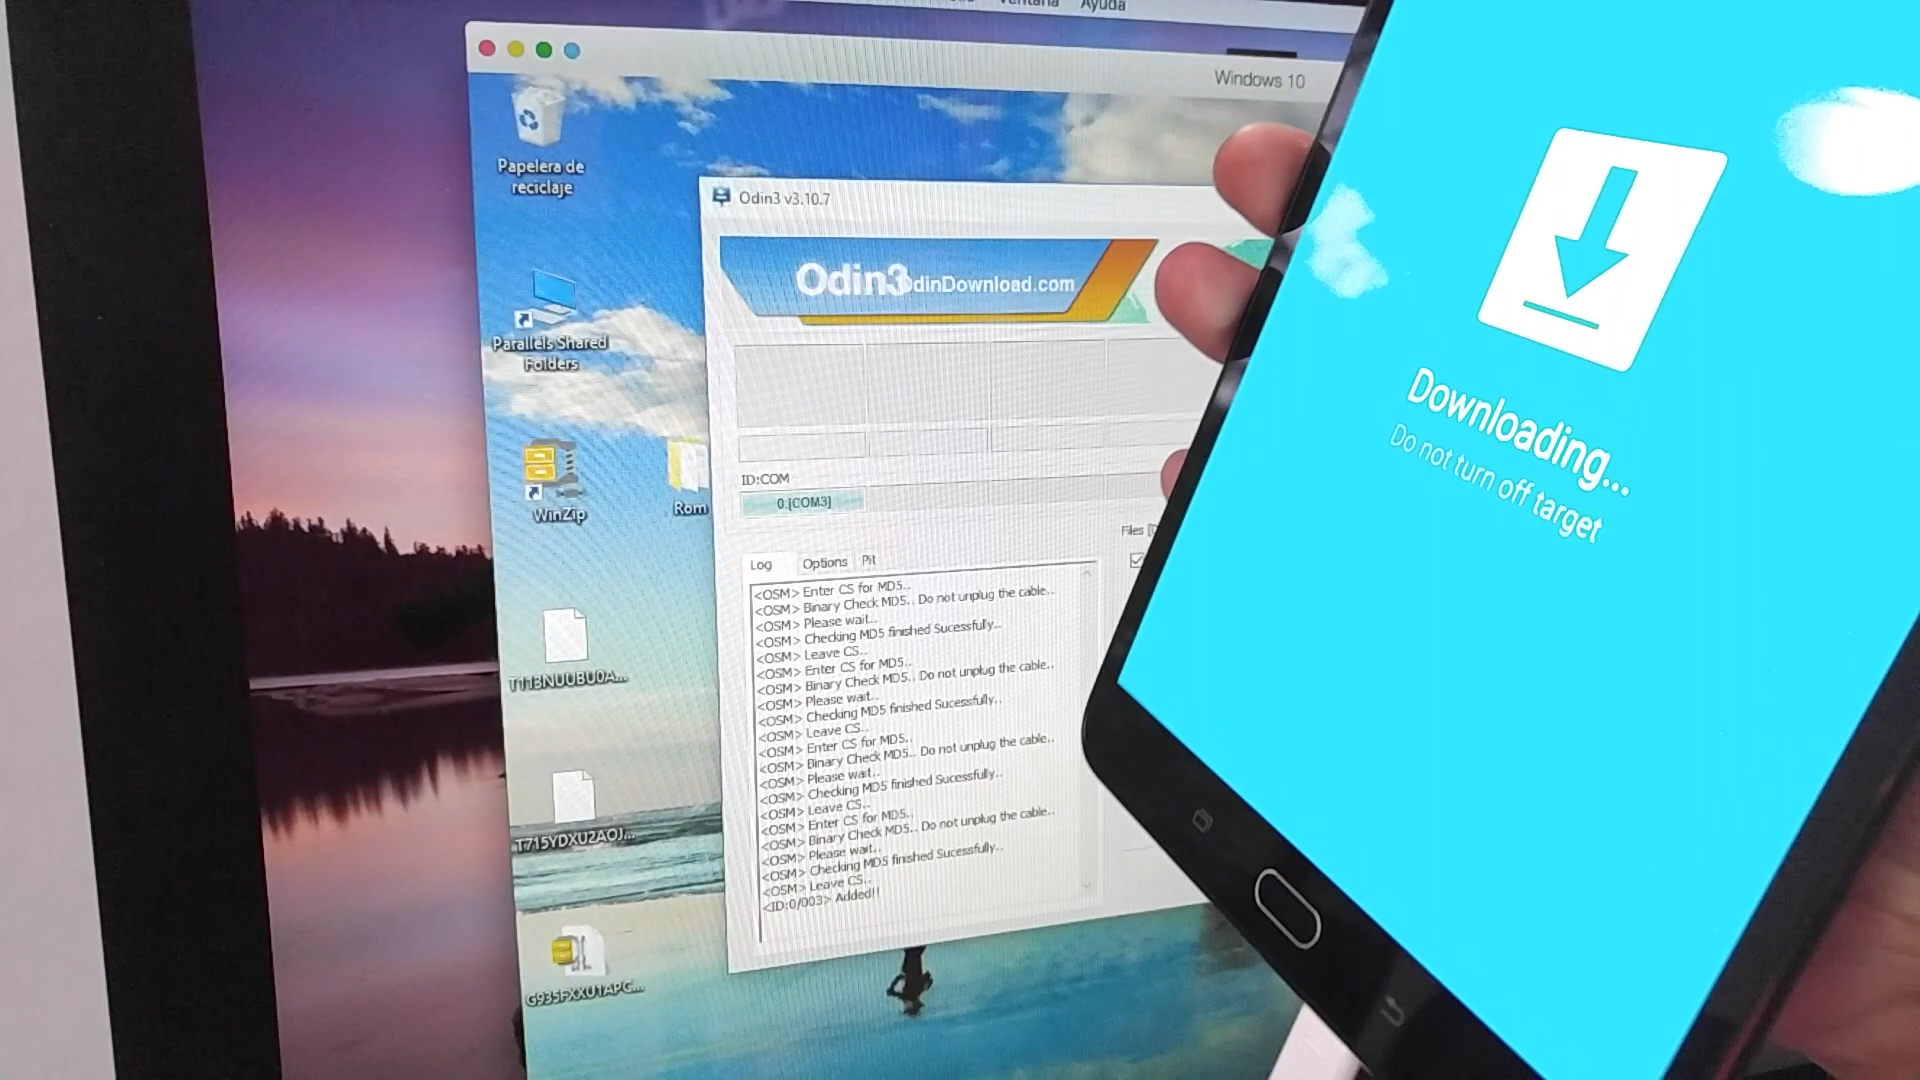 Ventana Ayuda
Windows 10
Papelera de
reciclaje
Parallels Shared
Folders
WinZip
Rom
T113NUUBU0A...
T715YDXU2AOJ...
G935FXXU1APC...
Odin3 v3.10.7
Odin3
dinDownload.com
ID:COM
0:[COM3]
Files [D
Log Options Pit
<OSM> Enter CS for MD5..
<OSM> Binary Check MD5.. Do not unplug the cable..
<OSM> Please wait..
<OSM> Checking MD5 finished Sucessfully..
<OSM> Leave CS..
<OSM> Enter CS for MD5..
<OSM> Binary Check MD5.. Do not unplug the cable..
<OSM> Please wait..
<OSM> Checking MD5 finished Sucessfully..
<OSM> Leave CS..
<OSM> Enter CS for MD5..
<OSM> Binary Check MD5.. Do not unplug the cable..
<OSM> Please wait..
<OSM> Checking MD5 finished Sucessfully..
<OSM> Leave CS..
<OSM> Enter CS for MD5..
<OSM> Binary Check MD5.. Do not unplug the cable..
<OSM> Please wait..
<OSM> Checking MD5 finished Sucessfully..
<OSM> Leave CS..
<ID:0/003> Added!!
Downloading...
Do not turn off target